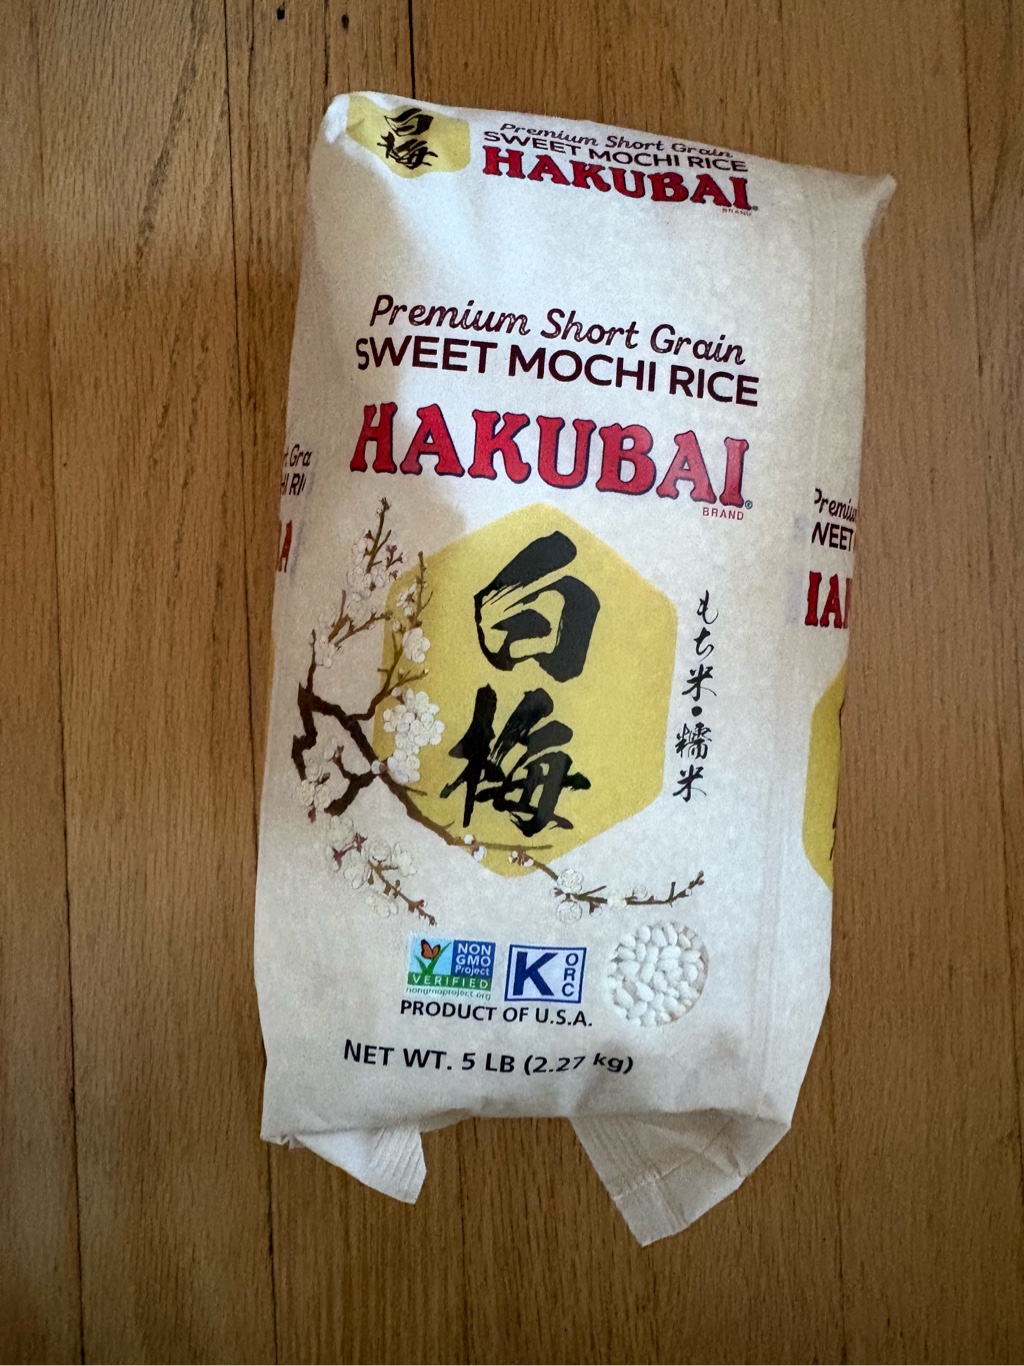 白
梅
Premium Short Grain
SWEET MOCHI RICE
HAKUBAI®
BRAND
Premium Short Grain
SWEET MOCHI RICE
HAKUBAI®
BRAND
白
梅
もち米・糯米
NON
GMO
Project
VERIFIED
nongmoproject.org
K
ORC
PRODUCT OF U.S.A.
NET WT. 5 LB (2.27 kg)